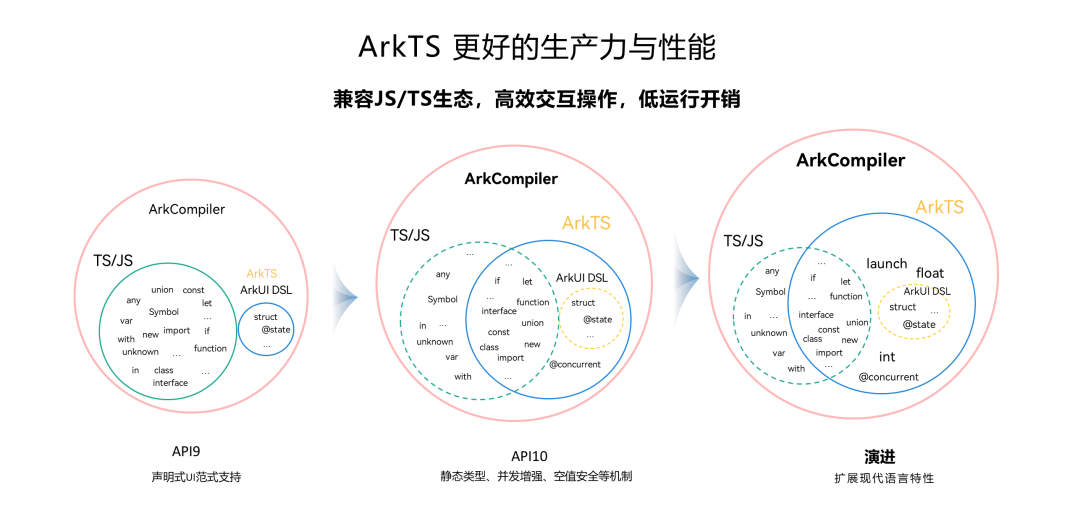 ArkTS 更好的生产力与性能
兼容JS/TS生态，高效交互操作，低运行开销
ArkCompiler
TS/JS
ArkTS
ArkUI DSL
union const
any
let
Symbol
...
var
with new import if
unknown ... function
in class ...
interface
struct
@state
...
API9
声明式UI范式支持
ArkCompiler
ArkTS
TS/JS
ArkUI DSL
...
any
Symbol
in ...
unknown
var
with
...
if let
... function
interface
union
const
class new
import
...
struct
@state
...
@concurrent
API10
静态类型、并发增强、空值安全等机制
ArkCompiler
ArkTS
TS/JS
any
Symbol
in ...
unknown
var
with
...
if let
... function
interface
union
const
class new
import
...
launch
float
ArkUI DSL
struct ...
@state
int
@concurrent
演进
扩展现代语言特性